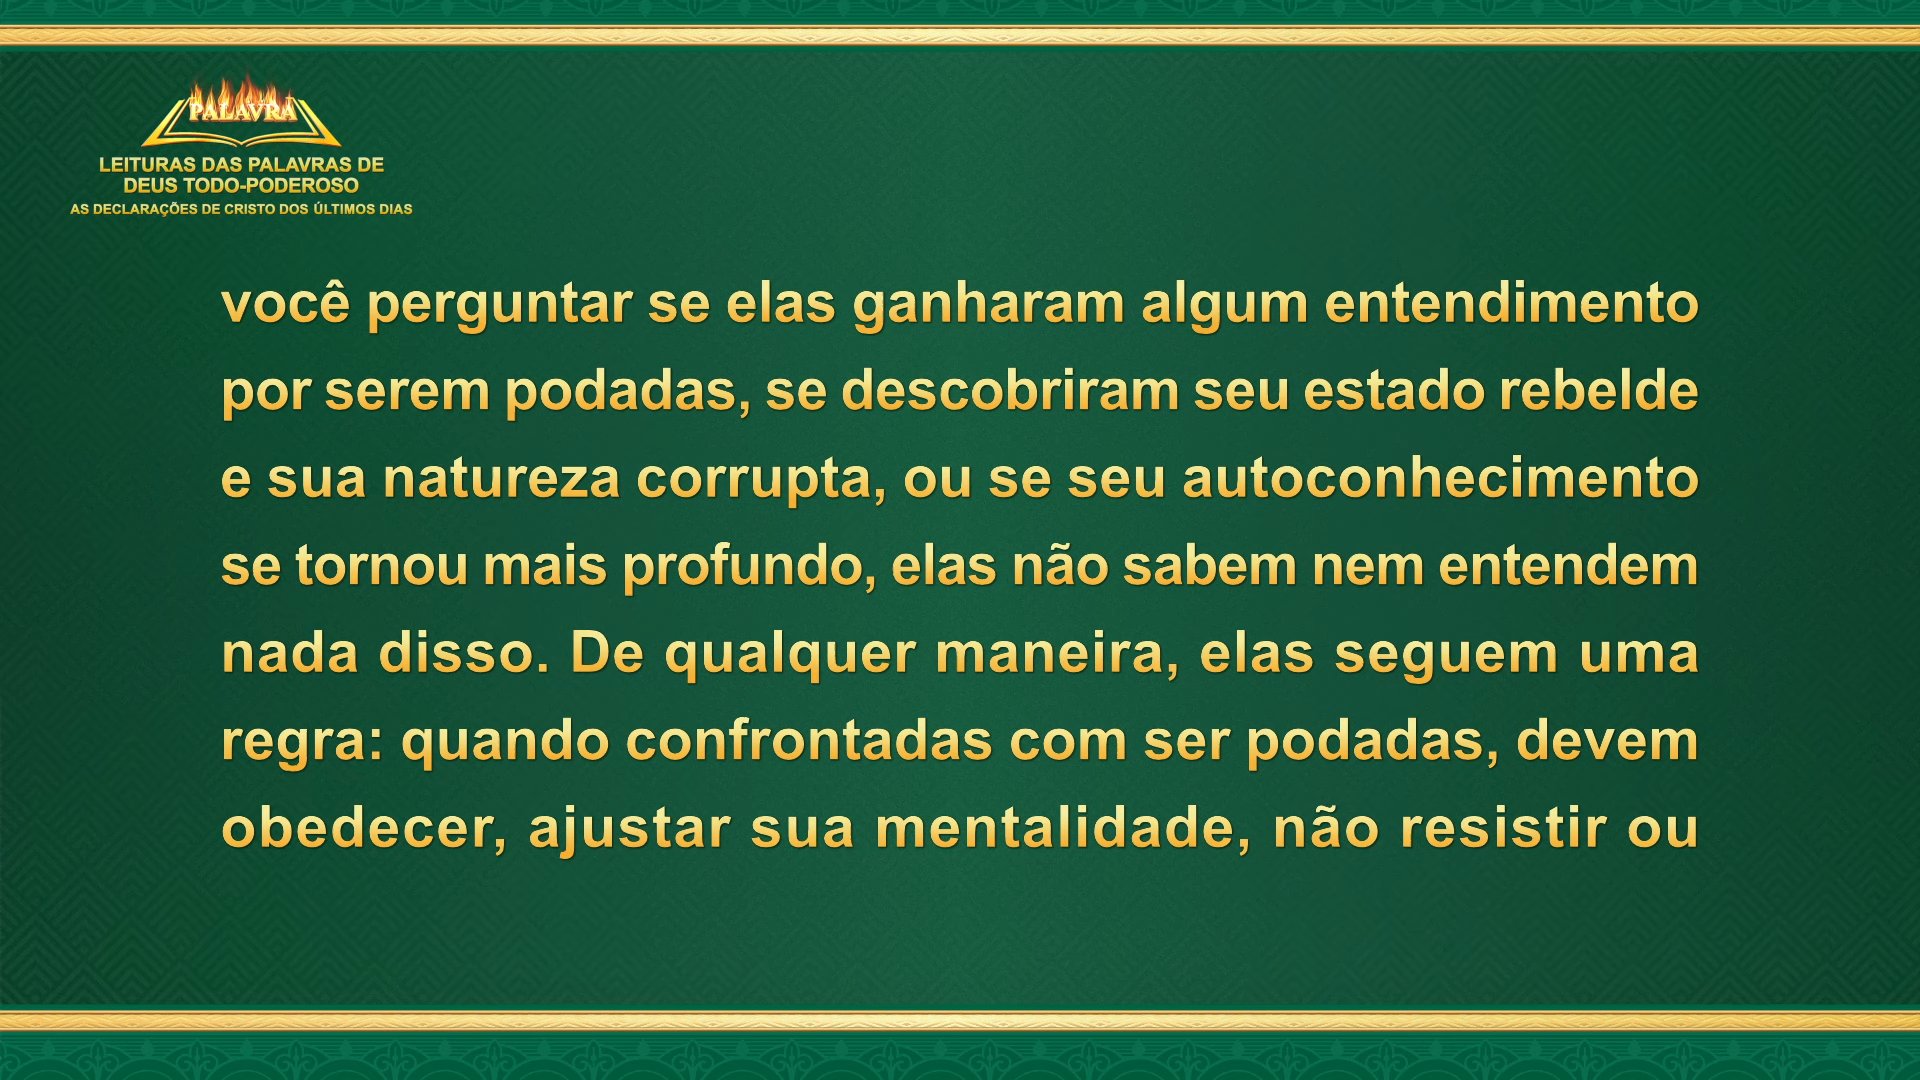 PALAVRA
LEITURAS DAS PALAVRAS DE
DEUS TODO-PODEROSO
AS DECLARAÇÕES DE CRISTO DOS ÚLTIMOS DIAS
você perguntar se elas ganharam algum entendimento
por serem podadas, se descobriram seu estado rebelde
e sua natureza corrupta, ou se seu autoconhecimento
se tornou mais profundo, elas não sabem nem entendem
nada disso. De qualquer maneira, elas seguem uma
regra: quando confrontadas com ser podadas, devem
obedecer, ajustar sua mentalidade, não resistir ou